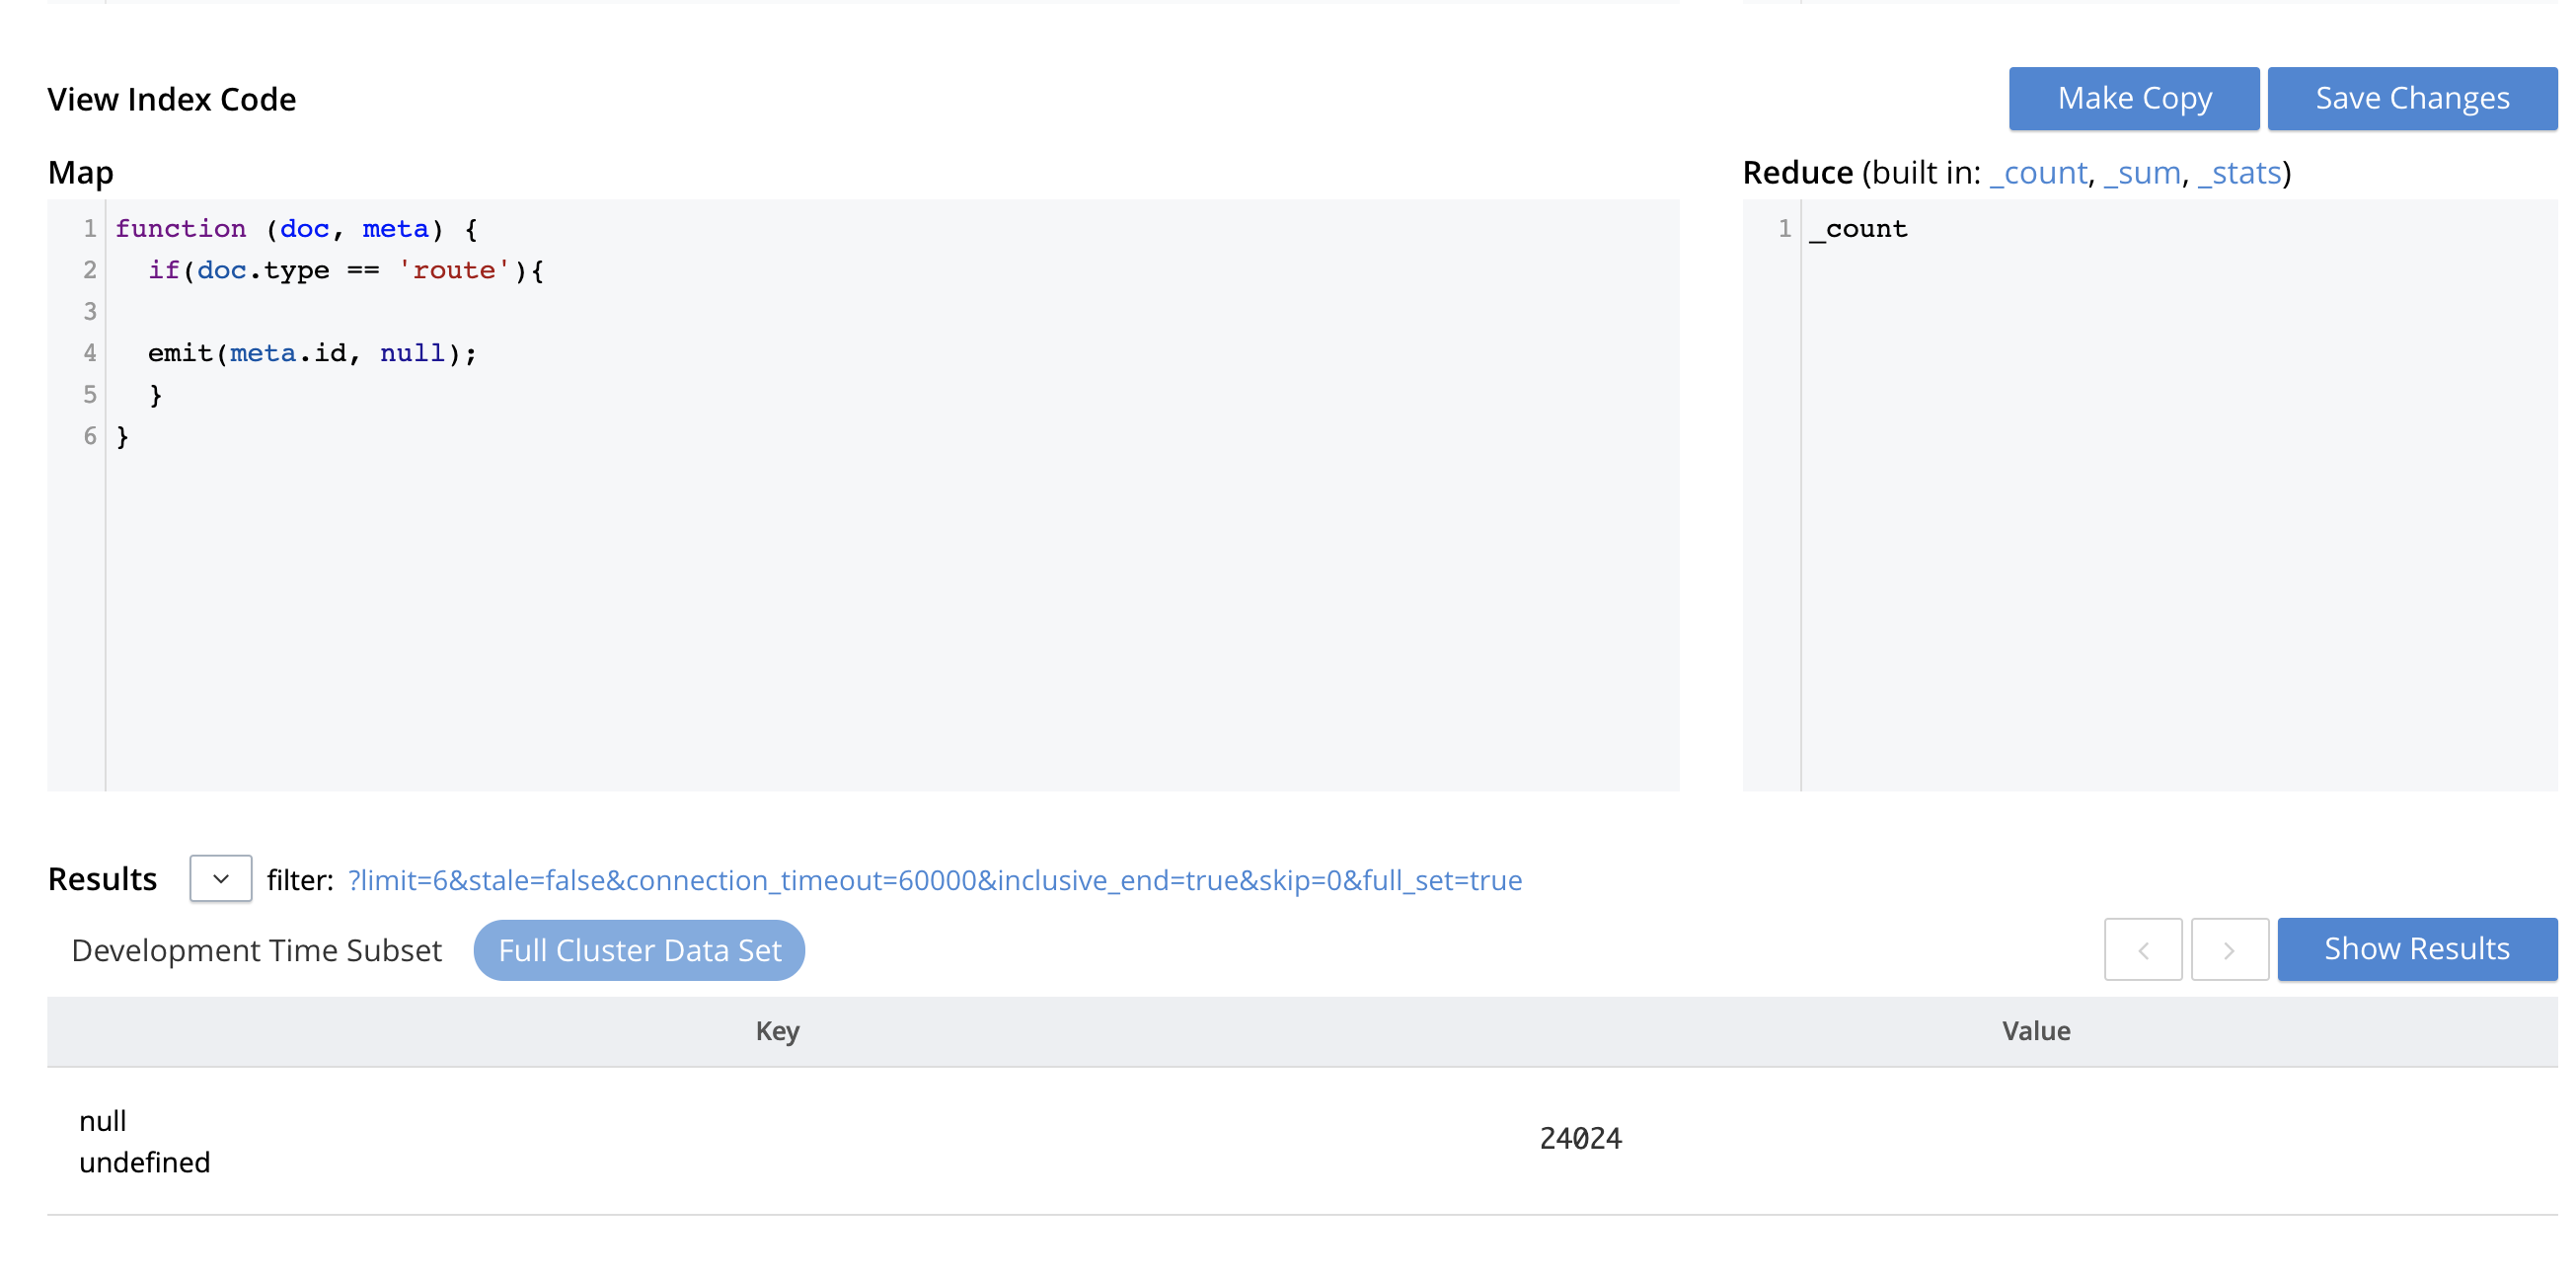 View Index Code
Make Copy
Save Changes
Map
Reduce (built in: _count, _sum, _stats)
1 function (doc, meta) {
2   if(doc.type == 'route'){
3
4   emit(meta.id, null);
5   }
6 }
1 _count
Results filter: ?limit=6&stale=false&connection_timeout=60000&inclusive_end=true&skip=0&full_set=true
Development Time Subset
Full Cluster Data Set
<
>
Show Results
Key
Value
null
undefined
24024